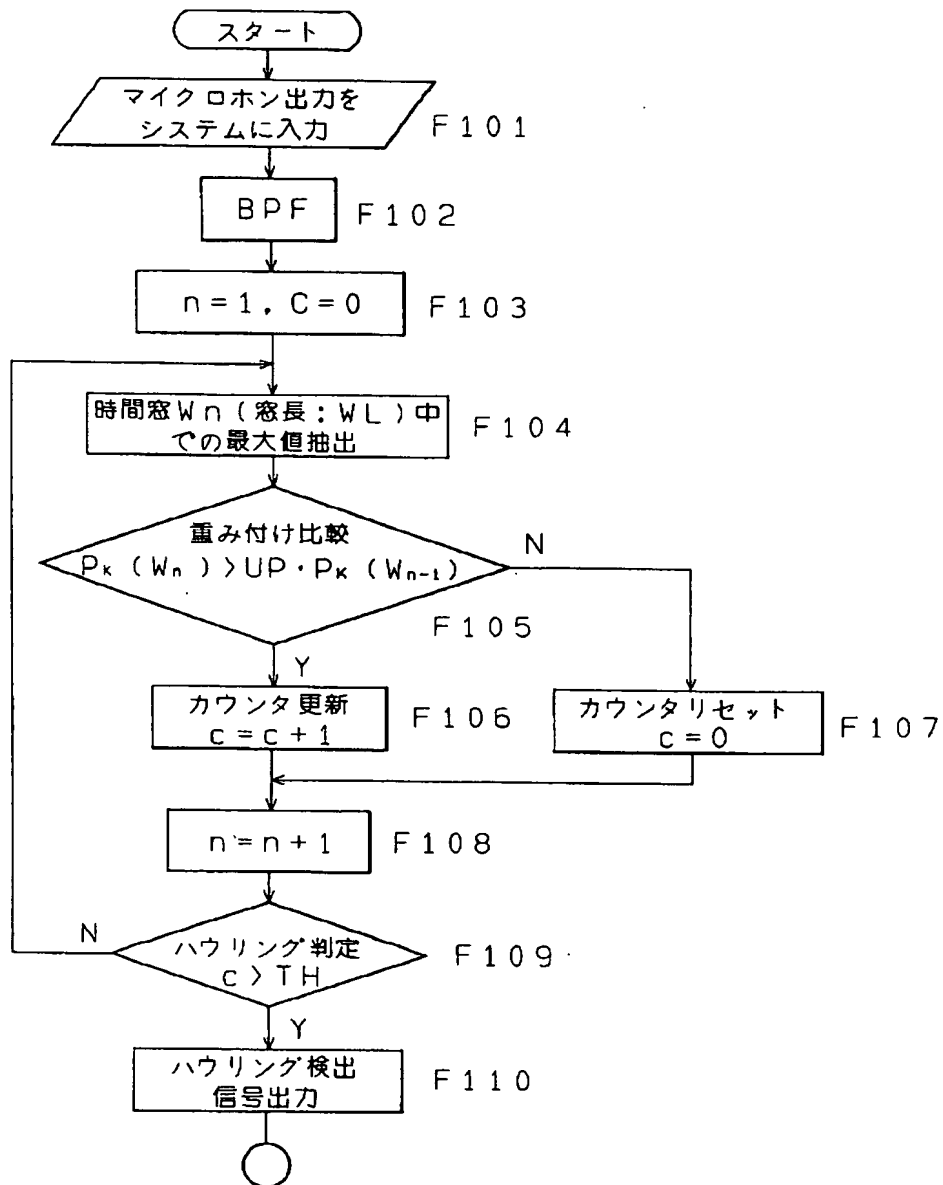 スタート
マイクロホン出力を
システムに入力
F101
BPF
F102
n=1,C=0
F103
時間窓Wn(窓長:WL)中
での最大値抽出
F104
重み付け比較
PK(Wn)>UP・PK(Wn-1)
N
F105
Y
カウンタ更新
c=c+1
F106
カウンタリセット
c=0
F107
n=n+1
F108
N
ハウリング判定
c>TH
F109
Y
ハウリング検出
信号出力
F110